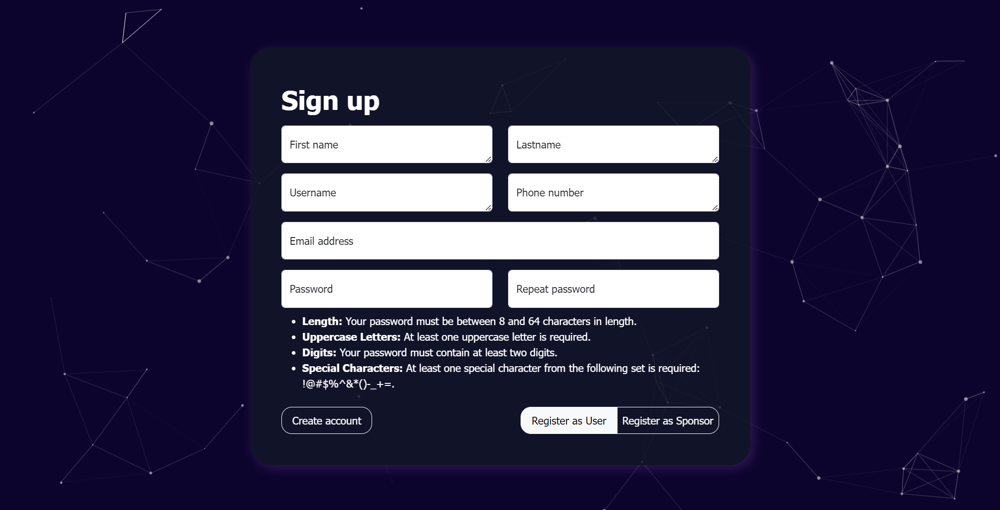 Sign up
First name
Lastname
Username
Phone number
Email address
Password
Repeat password
• Length: Your password must be between 8 and 64 characters in length.
• Uppercase Letters: At least one uppercase letter is required.
• Digits: Your password must contain at least two digits.
• Special Characters: At least one special character from the following set is required:
!@#$%^&*()-_+=.
Create account
Register as User
Register as Sponsor